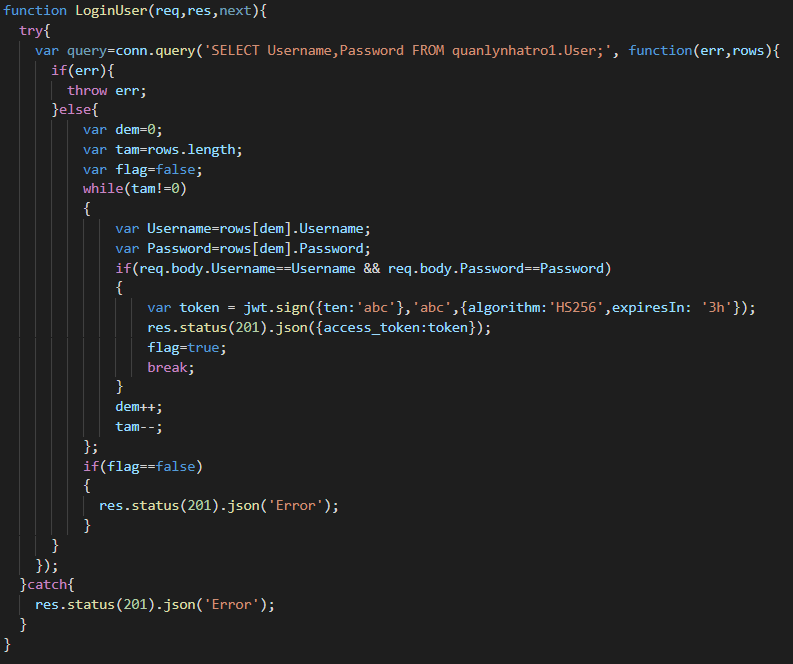 function LoginUser(req,res,next){
try{
var query=conn.query('SELECT Username,Password FROM quanlynhatro1.User;', function(err,rows){
if(err){
throw err;
}else{
var dem=0;
var tam=rows.length;
var flag=false;
while(tam!=0)
{
var Username=rows[dem].Username;
var Password=rows[dem].Password;
if(req.body.Username==Username && req.body.Password==Password)
{
var token = jwt.sign({ten:'abc'},'abc',{algorithm:'HS256',expiresIn: '3h'});
res.status(201).json({access_token:token});
flag=true;
break;
}
dem++;
tam--;
};
if(flag==false)
{
res.status(201).json('Error');
}
}
});
}catch{
res.status(201).json('Error');
}
}